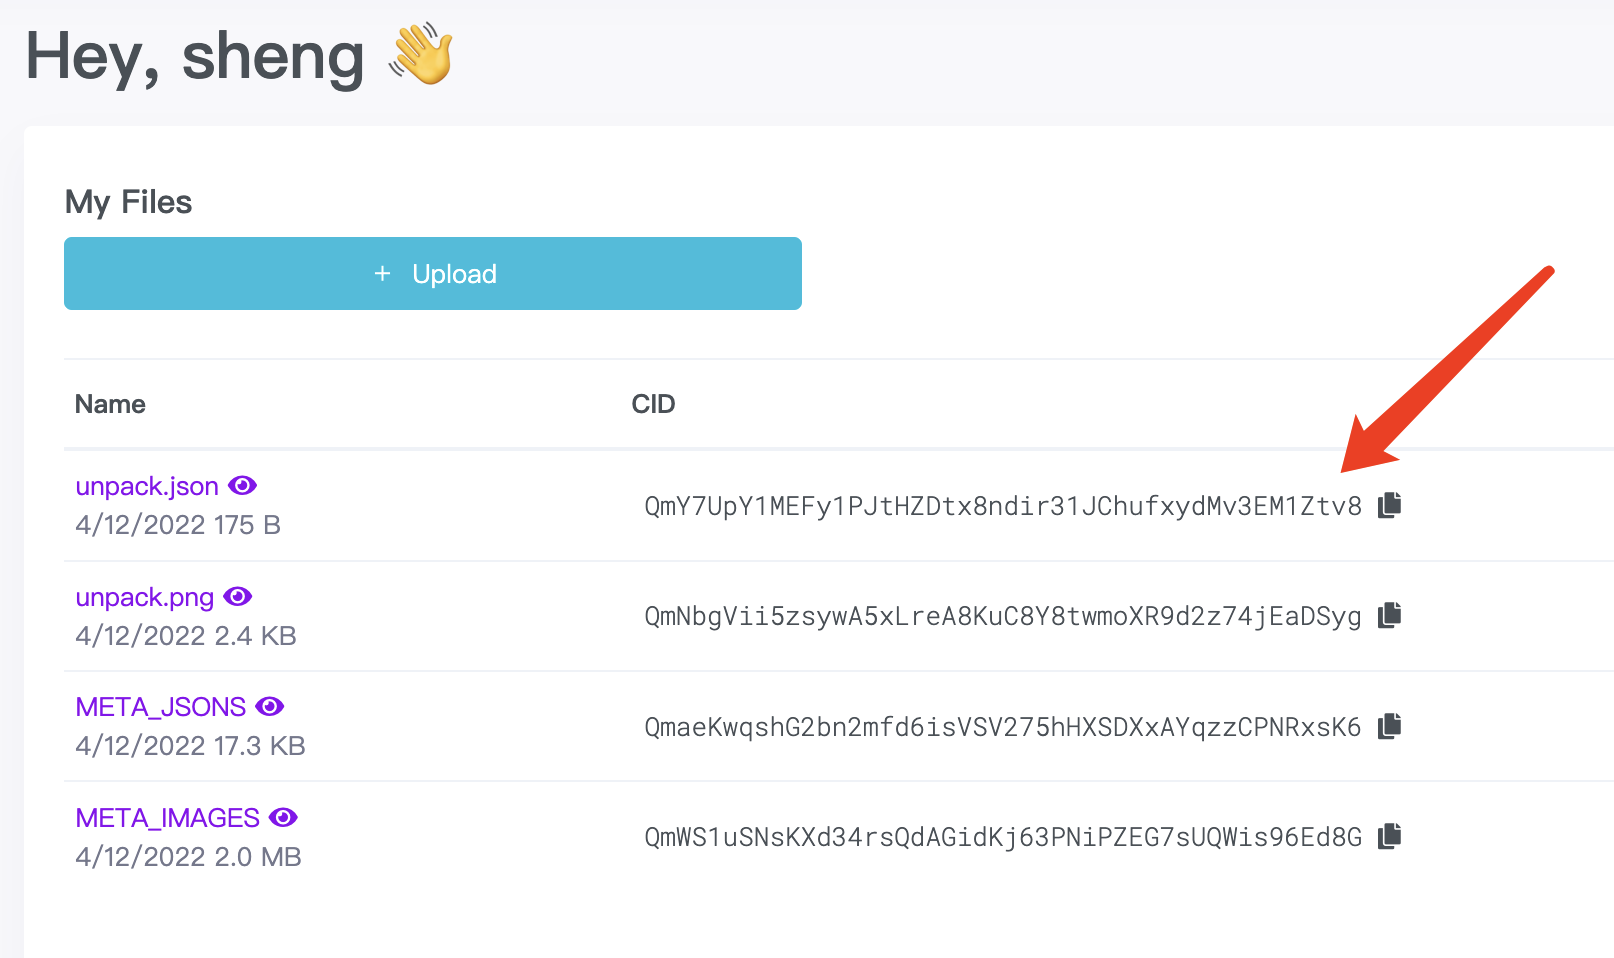 Hey, sheng 👋
My Files
+ Upload
Name CID
unpack.json
4/12/2022 175 B
QmY7UpY1MEFy1PJtHZDtx8ndir31JChufxydMv3EM1Ztv8
unpack.png
4/12/2022 2.4 KB
QmNbgVii5zsywA5xLreA8KuC8Y8twmoXR9d2z74jEaDSyg
META_JSONS
4/12/2022 17.3 KB
QmaeKwqshG2bn2mfd6isVSV275hHXSDXxAYqzzCPNRxsK6
META_IMAGES
4/12/2022 2.0 MB
QmWS1uSNsKXd34rsQdAGidKj63PNiPZEG7sUQWis96Ed8G